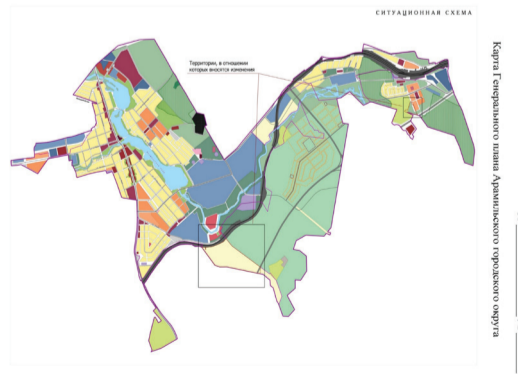 СИТУАЦИОННАЯ СХЕМА
Территории, в отношении
которых вносятся изменения
Карта Генерального плана Арамильского городского округа